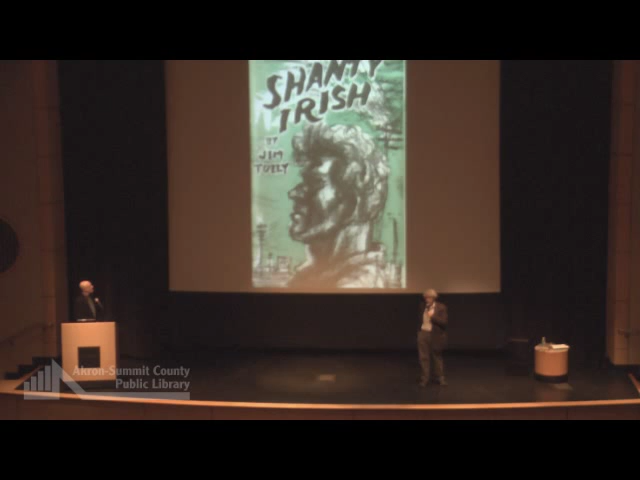 SHANTY
IRISH
BY
JIM
TULLY
Akron-Summit County
Public Library